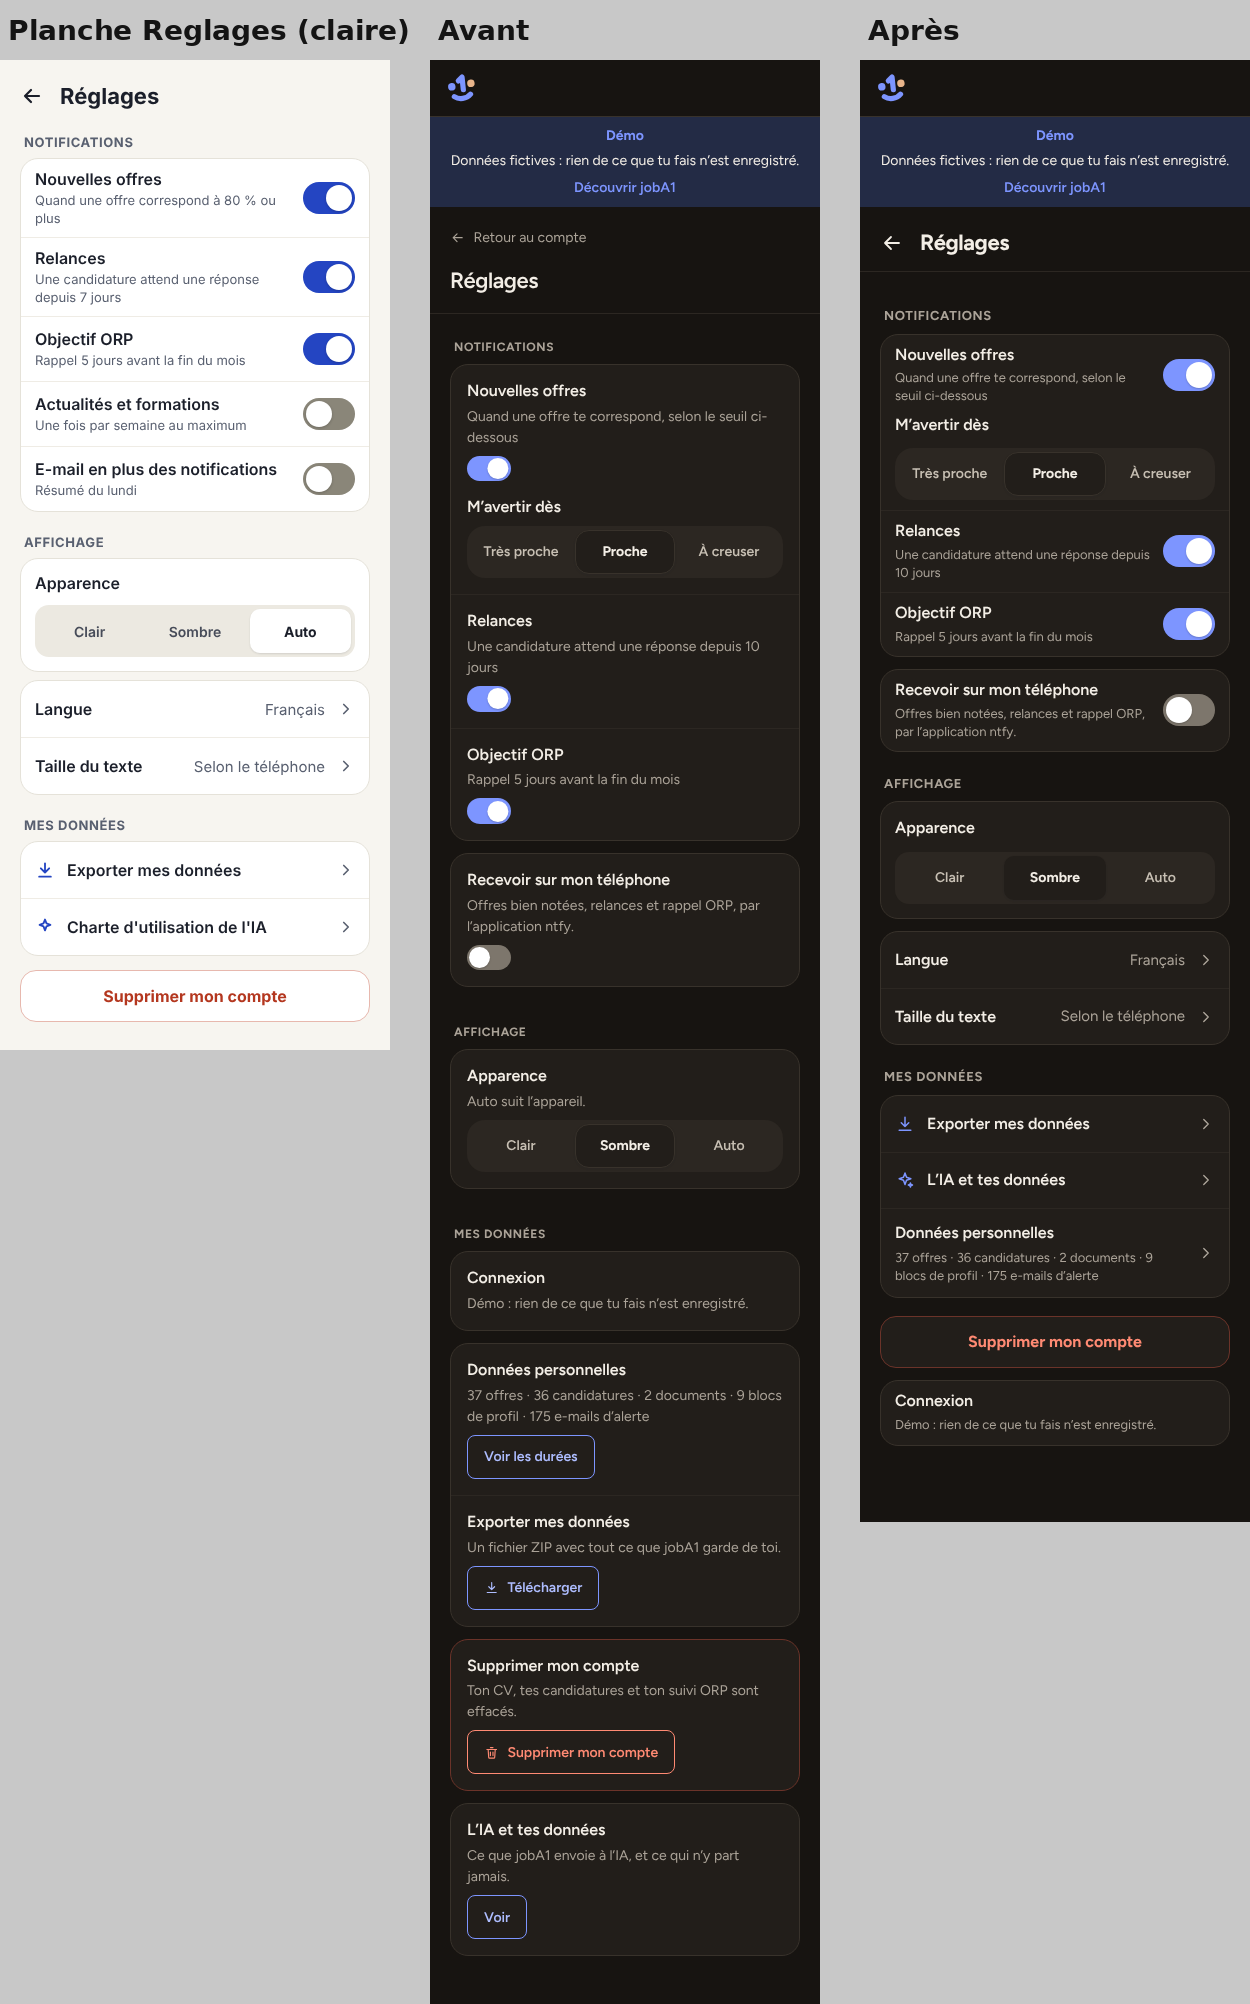 Planche Reglages (claire)
Réglages
NOTIFICATIONS
Nouvelles offres
Quand une offre correspond à 80 % ou
plus
Relances
Une candidature attend une réponse
depuis 7 jours
Objectif ORP
Rappel 5 jours avant la fin du mois
Actualités et formations
Une fois par semaine au maximum
E-mail en plus des notifications
Résumé du lundi
AFFICHAGE
Apparence
Clair Sombre Auto
Langue Français
Taille du texte Selon le téléphone
MES DONNÉES
Exporter mes données
Charte d'utilisation de l'IA
Supprimer mon compte
Avant
Démo
Données fictives : rien de ce que tu fais n’est enregistré.
Découvrir jobA1
Retour au compte
Réglages
NOTIFICATIONS
Nouvelles offres
Quand une offre te correspond, selon le seuil ci-
dessous
M’avertir dès
Très proche Proche À creuser
Relances
Une candidature attend une réponse depuis 10
jours
Objectif ORP
Rappel 5 jours avant la fin du mois
Recevoir sur mon téléphone
Offres bien notées, relances et rappel ORP, par
l’application ntfy.
AFFICHAGE
Apparence
Auto suit l’appareil.
Clair Sombre Auto
MES DONNÉES
Connexion
Démo : rien de ce que tu fais n’est enregistré.
Données personnelles
37 offres · 36 candidatures · 2 documents · 9 blocs
de profil · 175 e-mails d’alerte
Voir les durées
Exporter mes données
Un fichier ZIP avec tout ce que jobA1 garde de toi.
Télécharger
Supprimer mon compte
Ton CV, tes candidatures et ton suivi ORP sont
effacés.
Supprimer mon compte
L’IA et tes données
Ce que jobA1 envoie à l’IA, et ce qui n’y part
jamais.
Voir
Après
Démo
Données fictives : rien de ce que tu fais n’est enregistré.
Découvrir jobA1
Réglages
NOTIFICATIONS
Nouvelles offres
Quand une offre te correspond, selon le
seuil ci-dessous
M’avertir dès
Très proche Proche À creuser
Relances
Une candidature attend une réponse depuis
10 jours
Objectif ORP
Rappel 5 jours avant la fin du mois
Recevoir sur mon téléphone
Offres bien notées, relances et rappel ORP,
par l’application ntfy.
AFFICHAGE
Apparence
Clair Sombre Auto
Langue Français
Taille du texte Selon le téléphone
MES DONNÉES
Exporter mes données
L’IA et tes données
Données personnelles
37 offres · 36 candidatures · 2 documents · 9
blocs de profil · 175 e-mails d’alerte
Supprimer mon compte
Connexion
Démo : rien de ce que tu fais n’est enregistré.